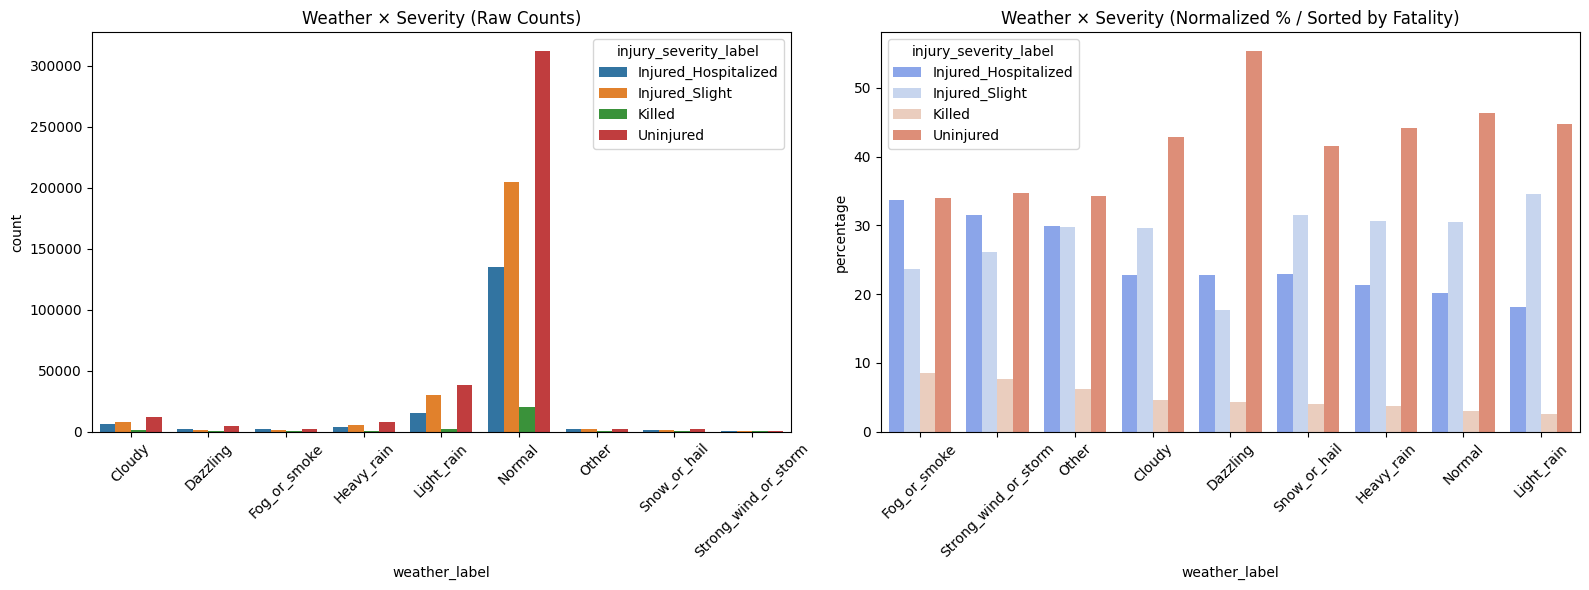 Weather × Severity (Raw Counts)
count
300000
250000
200000
150000
100000
50000
0
injury_severity_label
Injured_Hospitalized
Injured_Slight
Killed
Uninjured
Cloudy
Dazzling
Fog_or_smoke
Heavy_rain
Light_rain
Normal
Other
Snow_or_hail
Strong_wind_or_storm
weather_label
Weather × Severity (Normalized % / Sorted by Fatality)
percentage
50
40
30
20
10
0
injury_severity_label
Injured_Hospitalized
Injured_Slight
Killed
Uninjured
Fog_or_smoke
Strong_wind_or_storm
Other
Cloudy
Dazzling
Snow_or_hail
Heavy_rain
Normal
Light_rain
weather_label